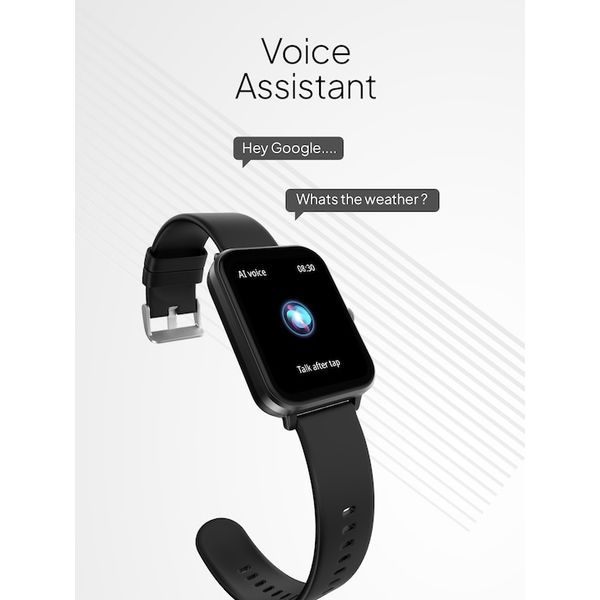 Voice
Assistant
Hey Google....
Whats the weather ?
AI voice
08:30
Talk after tap